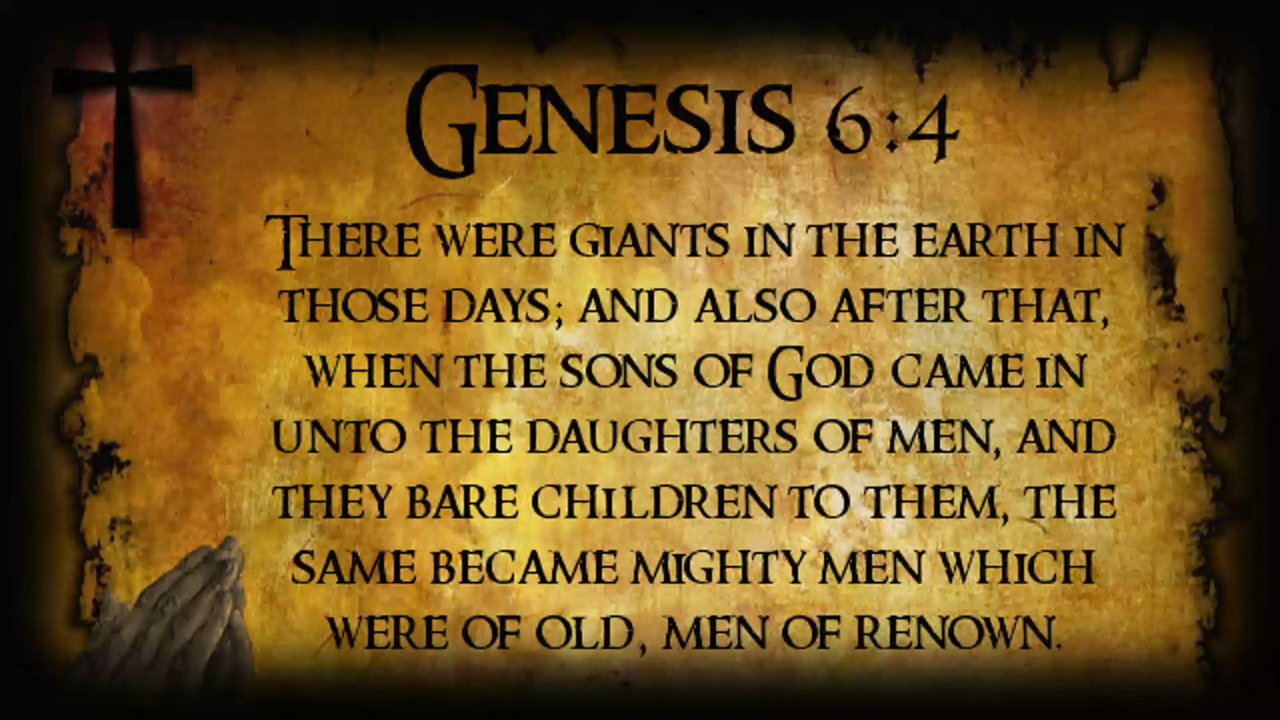 Genesis 6:4
There were giants in the earth in
those days; and also after that,
when the sons of God came in
unto the daughters of men, and
they bare children to them, the
same became mighty men which
were of old, men of renown.